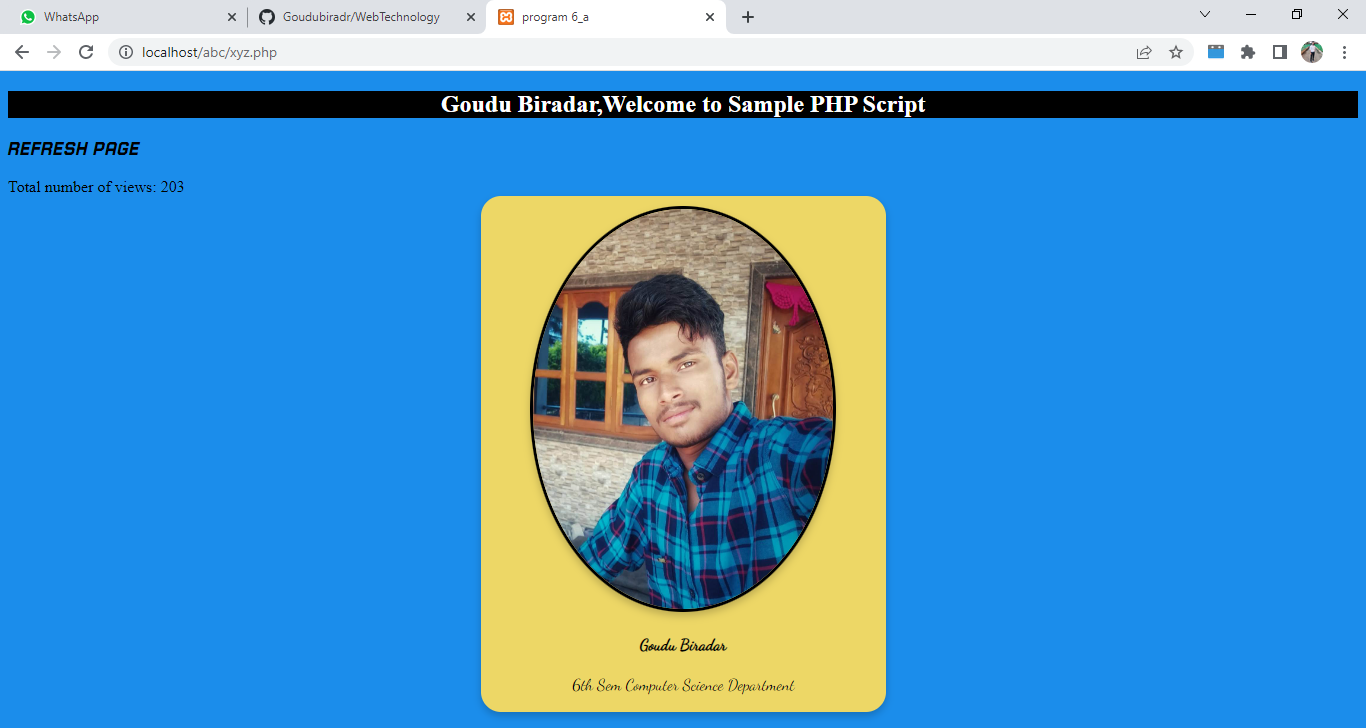 WhatsApp
Goudubiradr/WebTechnology
program 6_a
localhost/abc/xyz.php
Goudu Biradar,Welcome to Sample PHP Script
REFRESH PAGE
Total number of views: 203
Goudu Biradar
6th Sem Computer Science Department